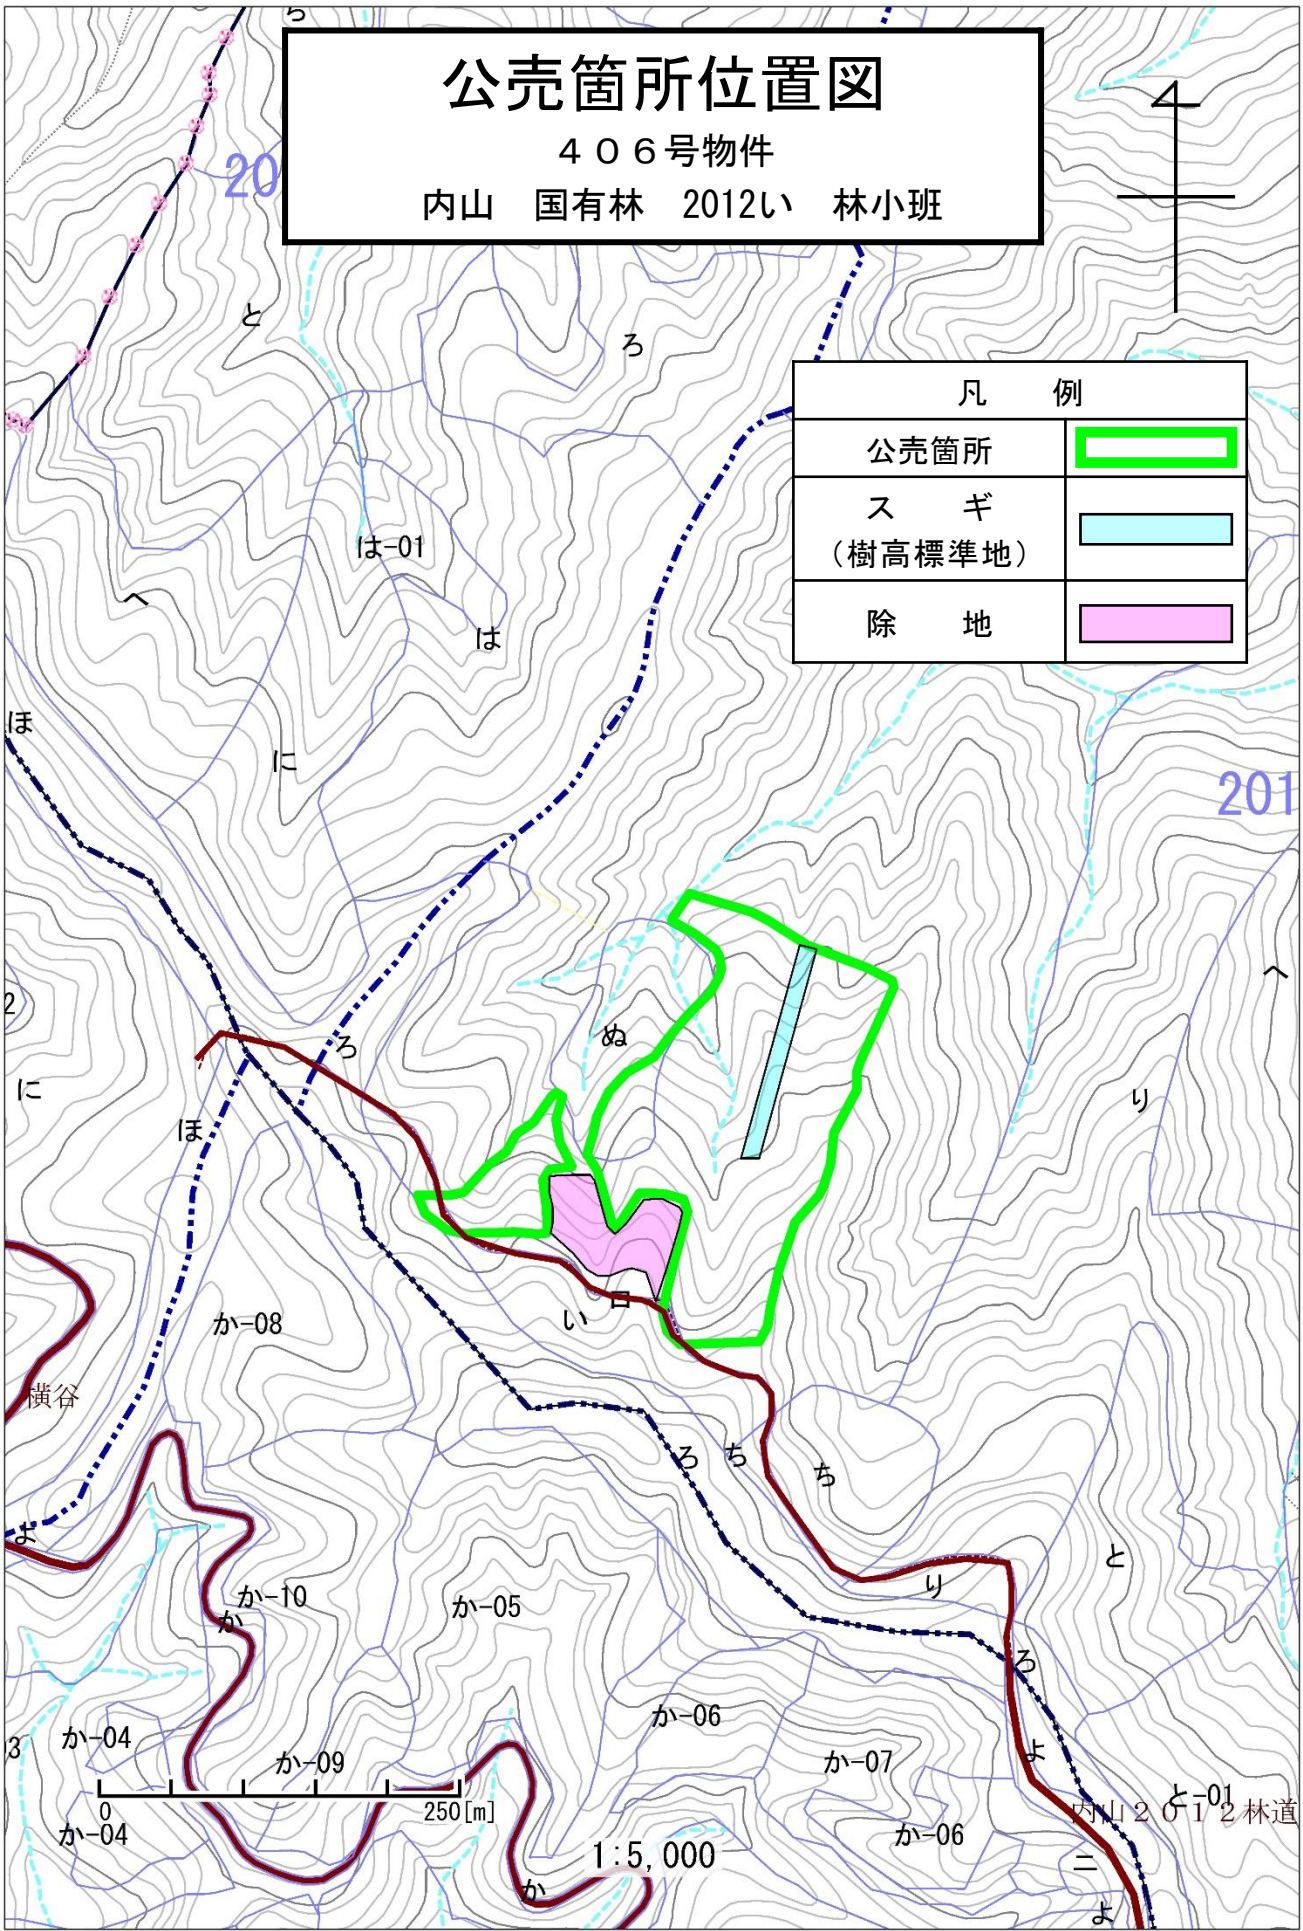 ら
公売箇所位置図
４０６号物件
内山　国有林　2012い　林小班
20
と
ろ
凡　例
公売箇所
ス　ギ
(樹高標準地)
除　地
は-01
へ
は
ほ
に
201
へ
2
ぬ
ろ
に
り
ほ
い
ロ
か-08
横谷
ろ
ち
ち
よ
と
り
か-10
か
か-05
ろ
か-06
3
か-04
か-09
よ
か-07
と-01
0
250[m]
内山２０１２林道
か-04
か-06
1:5,000
ニ
か
よ